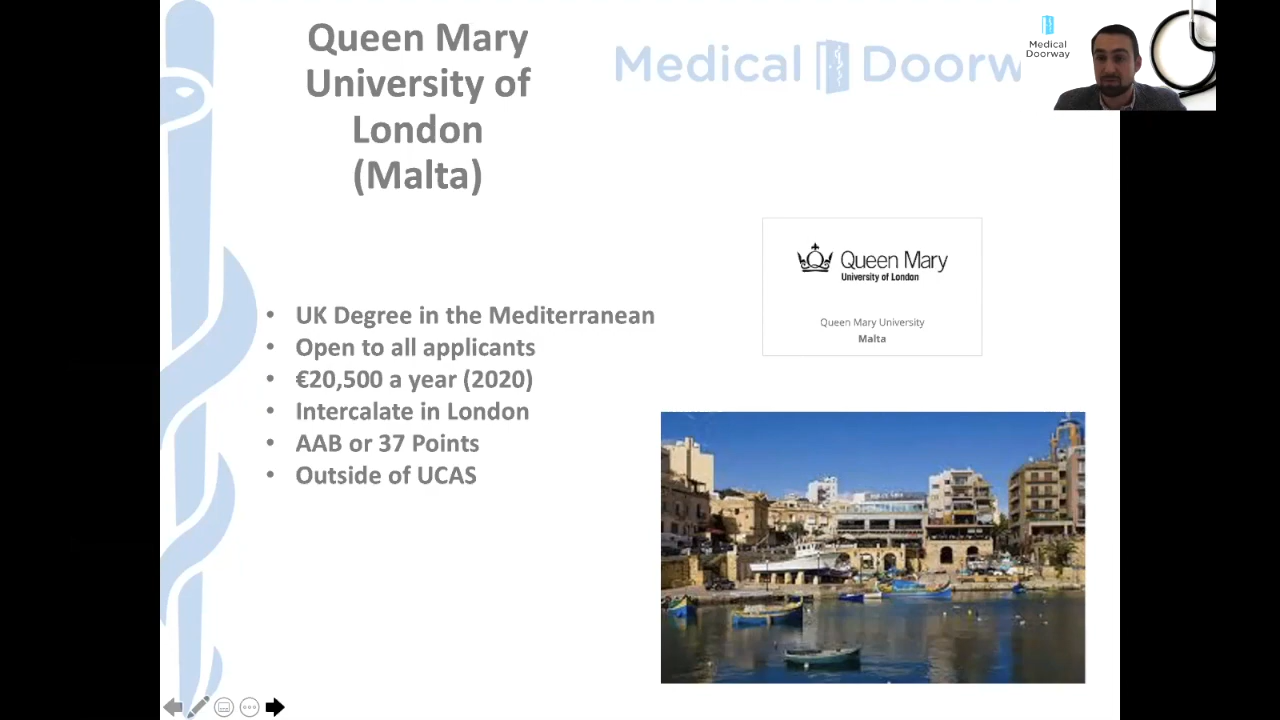 Queen Mary
University of
London
(Malta)
Medical Doorw
Medical
Doorway
Queen Mary
University of London
Queen Mary University
Malta
• UK Degree in the Mediterranean
• Open to all applicants
• €20,500 a year (2020)
• Intercalate in London
• AAB or 37 Points
• Outside of UCAS